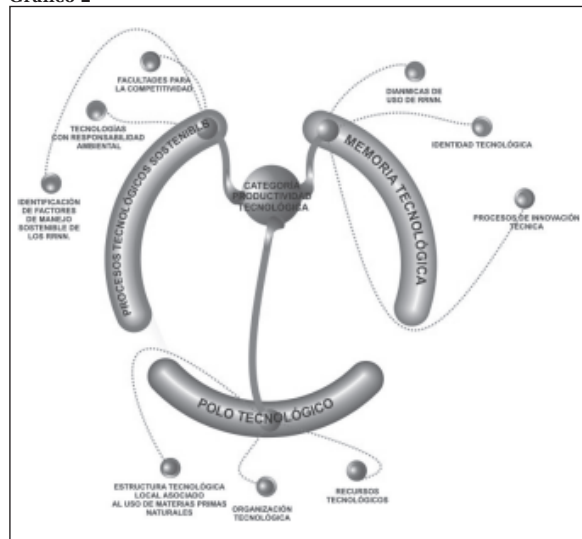 Gráfico 2
FACULTADES PARA
LA COMPETITIVIDAD
TECNOLOGÍAS
CON RESPONSABILIDAD
AMBIENTAL
IDENTIFICACIÓN
DE FACTORES
DE MANEJO
SOSTENIBLE DE
LOS RRNN.
PROCESOS TECNOLÓGICOS SOSTENIBLS
CATEGORÍA
PRODUCTIVIDAD
TECNOLÓGICA
MEMORIA TECNOLÓGICA
DIANMICAS DE
USO DE RRNN.
IDENTIDAD TECNOLÓGICA
PROCESOS DE INNOVACIÓN
TÉCNICA
POLO TECNOLÓGICO
ESTRUCTURA TECNOLÓGICA
LOCAL ASOCIADO
AL USO DE MATERIAS PRIMAS
NATURALES
ORGANIZACIÓN
TECNOLÓGICA
RECURSOS
TECNOLÓGICOS